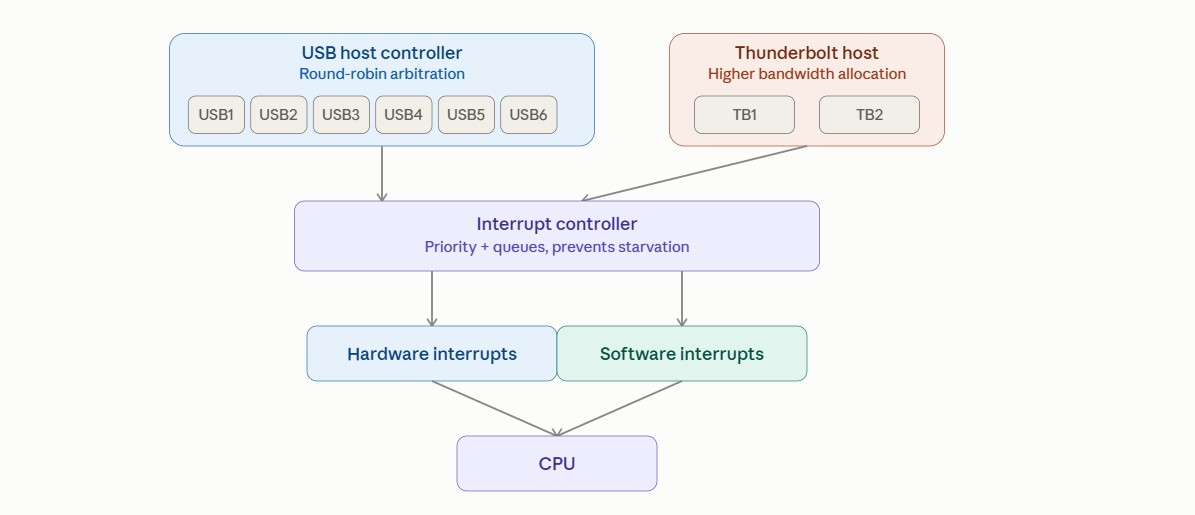 USB host controller
Round-robin arbitration
USB1 USB2 USB3 USB4 USB5 USB6
Thunderbolt host
Higher bandwidth allocation
TB1 TB2
Interrupt controller
Priority + queues, prevents starvation
Hardware interrupts
Software interrupts
CPU